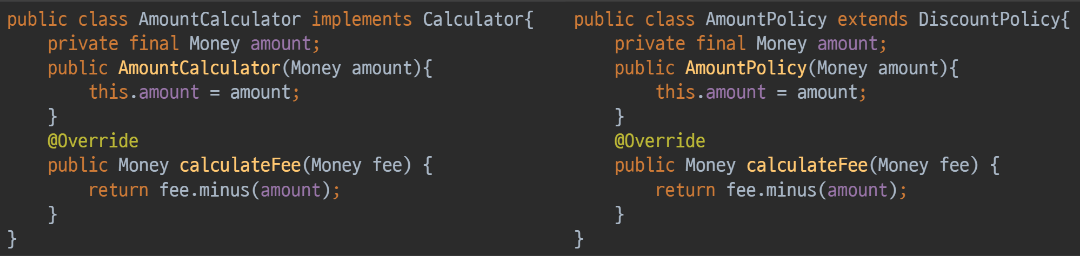 public class AmountCalculator implements Calculator{
    private final Money amount;
    public AmountCalculator(Money amount){
        this.amount = amount;
    }
    @Override
    public Money calculateFee(Money fee) {
        return fee.minus(amount);
    }
}
public class AmountPolicy extends DiscountPolicy{
    private final Money amount;
    public AmountPolicy(Money amount){
        this.amount = amount;
    }
    @Override
    public Money calculateFee(Money fee) {
        return fee.minus(amount);
    }
}